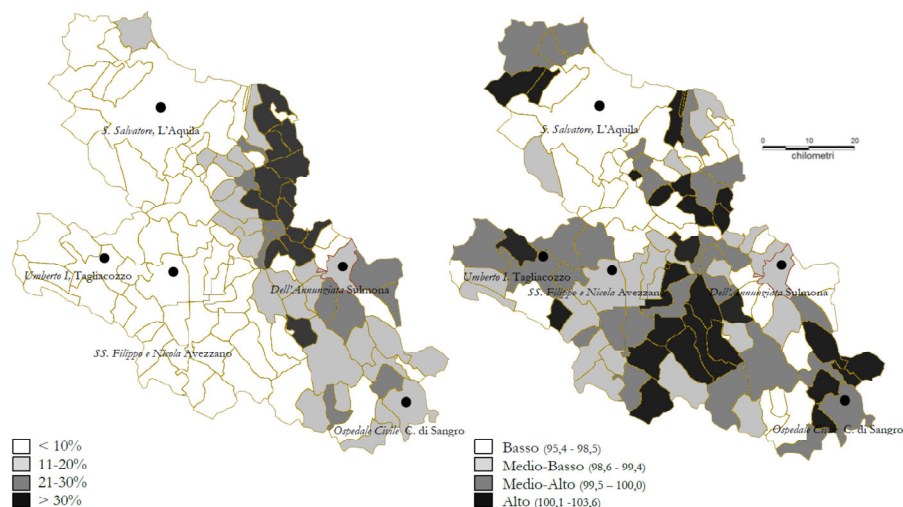 S. Salvatore, L'Aquila
Umberto I, Tagliacozzo
Dell'Annunziata Sulmona
SS. Filippo e Nicola Avezzano
Ospedale Civile C. di Sangro
< 10%
11-20%
21-30%
> 30%
S. Salvatore, L'Aquila
0 10 20
chilometri
Umberto I, Tagliacozzo
SS. Filippo e Nicola Avezzano
Dell'Annunziata Sulmona
Ospedale Civile C. di Sangro
Basso (95,4 - 98,5)
Medio-Basso (98,6 - 99,4)
Medio-Alto (99,5 – 100,0)
Alto (100,1 -103,6)